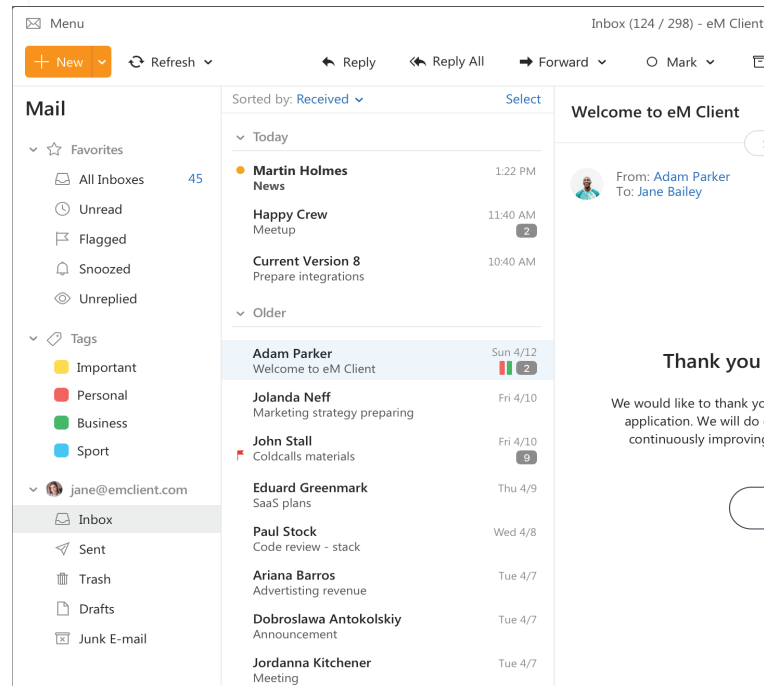 Menu
Inbox (124 / 298) - eM Client
New
Refresh
Reply
Reply All
Forward
Mark
Mail
Favorites
All Inboxes 45
Unread
Flagged
Snoozed
Unreplied
Tags
Important
Personal
Business
Sport
jane@emclient.com
Inbox
Sent
Trash
Drafts
Junk E-mail
Sorted by: Received Select
Today
Martin Holmes 1:22 PM
News
Happy Crew 11:40 AM
Meetup 2
Current Version 8 10:40 AM
Prepare integrations
Older
Adam Parker Sun 4/12
Welcome to eM Client 2
Jolanda Neff Fri 4/10
Marketing strategy preparing
John Stall Fri 4/10
Coldcalls materials 9
Eduard Greenmark Thu 4/9
SaaS plans
Paul Stock Wed 4/8
Code review - stack
Ariana Barros Tue 4/7
Advertisting revenue
Dobroslawa Antokolskiy Tue 4/7
Announcement
Jordanna Kitchener Tue 4/7
Meeting
Welcome to eM Client
From: Adam Parker
To: Jane Bailey
Thank you
We would like to thank yo
application. We will do
continuously improving